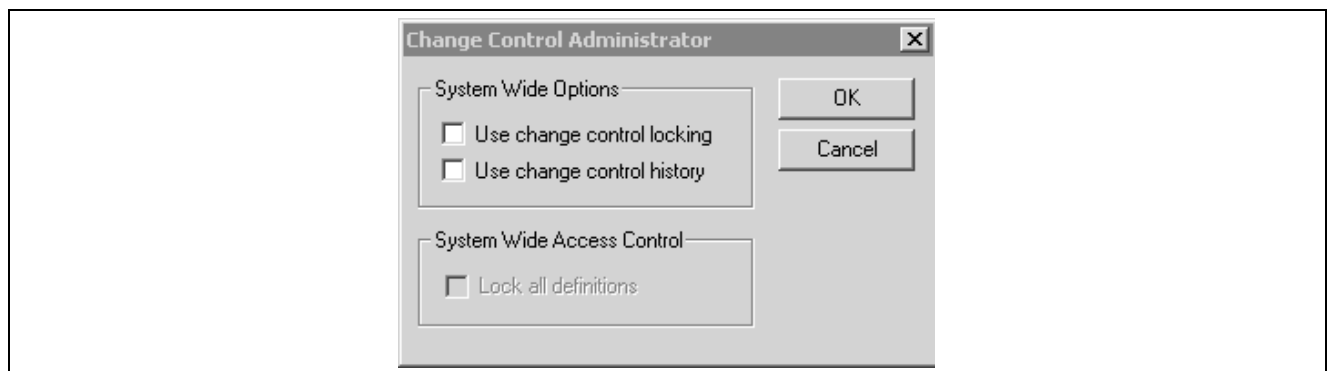 Change Control Administrator
System Wide Options
Use change control locking
Use change control history
OK
Cancel
System Wide Access Control
Lock all definitions